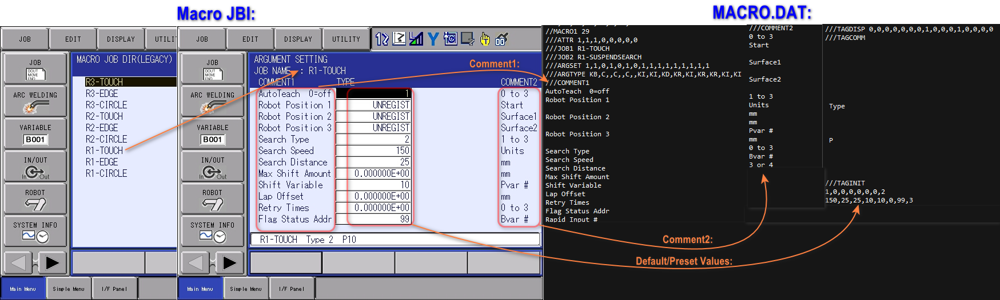 Macro JBI:
MACRO.DAT:
JOB
EDIT
DISPLAY
UTILI
JOB
DOUT
MOVE
END
ARC WELDING
VARIABLE
B001
IN/OUT
In
Out
ROBOT
SYSTEM INFO
MACRO JOB DIR(LEGACY)
R3-TOUCH
R3-EDGE
R3-CIRCLE
R2-TOUCH
R2-EDGE
R2-CIRCLE
R1-TOUCH
R1-EDGE
R1-CIRCLE
Main Menu
Simple Menu
I/F Panel
JOB
EDIT
DISPLAY
UTILITY
JOB
DOUT
MOVE
END
ARC WELDING
VARIABLE
B001
IN/OUT
In
Out
ROBOT
SYSTEM INFO
ARGUMENT SETTING
JOB NAME : R1-TOUCH
COMMENT1 TYPE COMMENT2
AutoTeach 0=off 1 0 to 3
Robot Position 1 UNREGIST Start
Robot Position 2 UNREGIST Surface1
Robot Position 3 UNREGIST Surface2
Search Type 2 1 to 3
Search Speed 150 Units
Search Distance 25 mm
Max Shift Amount 0.000000E+00 mm
Shift Variable 10 Pvar #
Lap Offset 0.000000E+00 mm
Retry Times 0.000000E+00 0 to 3
Flag Status Addr 99 Bvar #
R1-TOUCH Type 2 P10
Main Menu
Simple Menu
I/F Panel
Comment1:
Comment2:
Default/Preset Values:
//MACRO1 29
///ATTR 1,1,1,0,0,0,0,0
///JOB1 R1-TOUCH
///JOB2 R1-SUSPENDSEARCH
///ARGSET 1,1,0,1,0,1,0,1,1,1,1,1,1,1,1,1
///ARGTYPE KB,C,,C,,C,,KI,KI,KD,KR,KI,KR,KR,KI,KI
///COMMENT1
AutoTeach 0=off
Robot Position 1
Robot Position 2
Robot Position 3
Search Type
Search Speed
Search Distance
Max Shift Amount
Shift Variable
Lap Offset
Retry Times
Flag Status Addr
Rapid Input #
///COMMENT2
0 to 3
Start
Surface1
Surface2
1 to 3
Units
mm
mm
Pvar #
mm
0 to 3
Bvar #
3 or 4
///TAGDISP 0,0,0,0,0,0,0,1,0,0,0,1,0,0,0,0
///TAGCOMM
Type
P
///TAGINIT
1,0,0,0,0,0,0,2
150,25,25,10,10,0,99,3